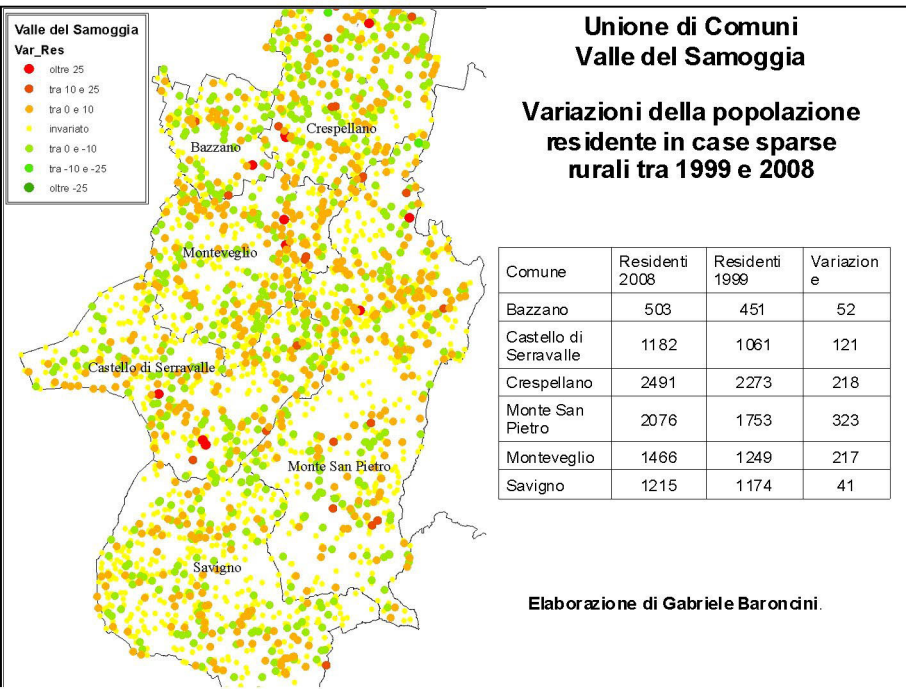 Valle del Samoggia
Var_Res
oltre 25
tra 10 e 25
tra 0 e 10
invariato
tra 0 e -10
tra -10 e -25
oltre -25
Crespellano
Bazzano
Monteveglio
Castello di Serravalle
Monte San Pietro
Savigno
Unione di Comuni
Valle del Samoggia
Variazioni della popolazione
residente in case sparse
rurali tra 1999 e 2008
Comune Residenti 2008 Residenti 1999 Variazione
Bazzano 503 451 52
Castello di Serravalle 1182 1061 121
Crespellano 2491 2273 218
Monte San Pietro 2076 1753 323
Monteveglio 1466 1249 217
Savigno 1215 1174 41
Elaborazione di Gabriele Baroncini.